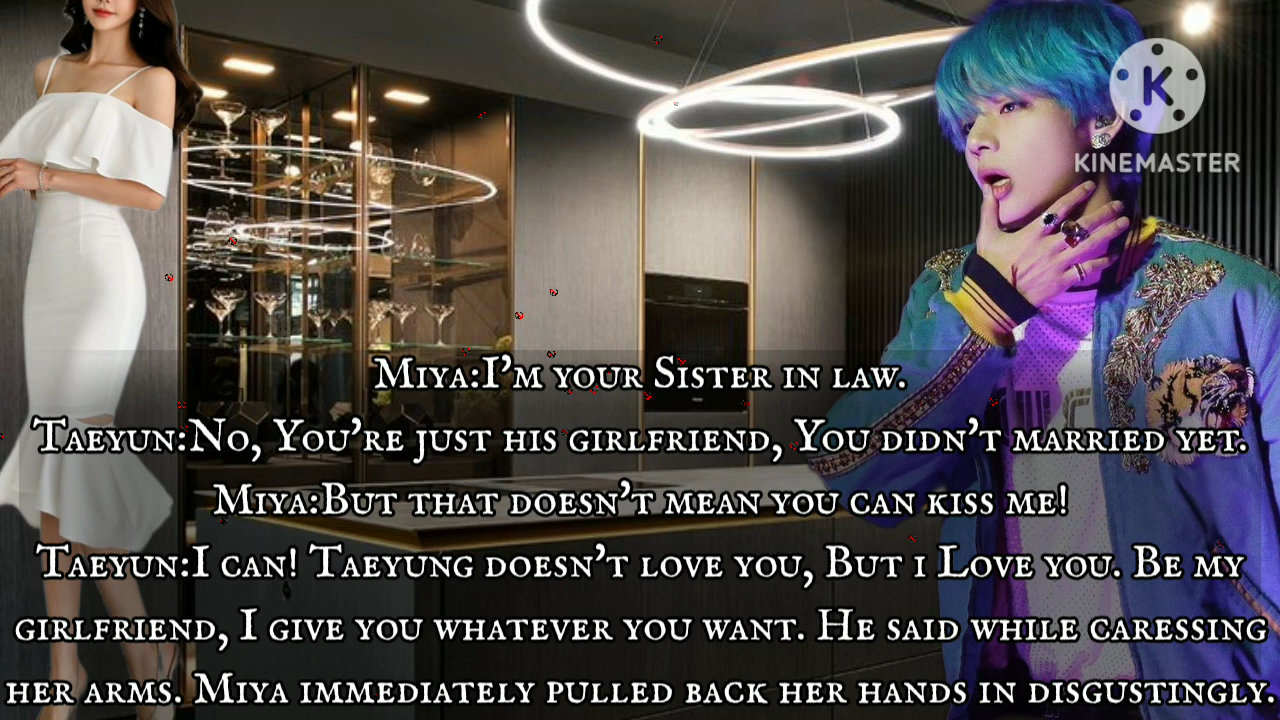 K
KINEMASTER
Miya:I'm your Sister in law.
Taeyun:No, You're just his girlfriend, You didn't married yet.
Miya:But that doesn't mean you can kiss me!
Taeyun:I can! Taeyung doesn't love you, But i Love you. Be my
girlfriend, I give you whatever you want. He said while caressing
her arms. Miya immediately pulled back her hands in disgustingly.